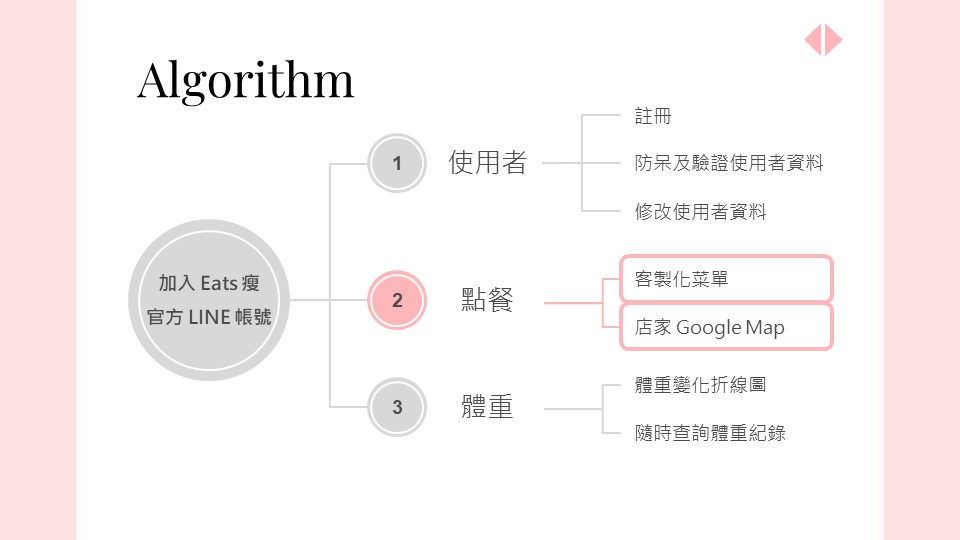 Algorithm
加入 Eats 瘦
官方 LINE 帳號
1
使用者
註冊
防呆及驗證使用者資料
修改使用者資料
2
點餐
客製化菜單
店家 Google Map
3
體重
體重變化折線圖
隨時查詢體重紀錄